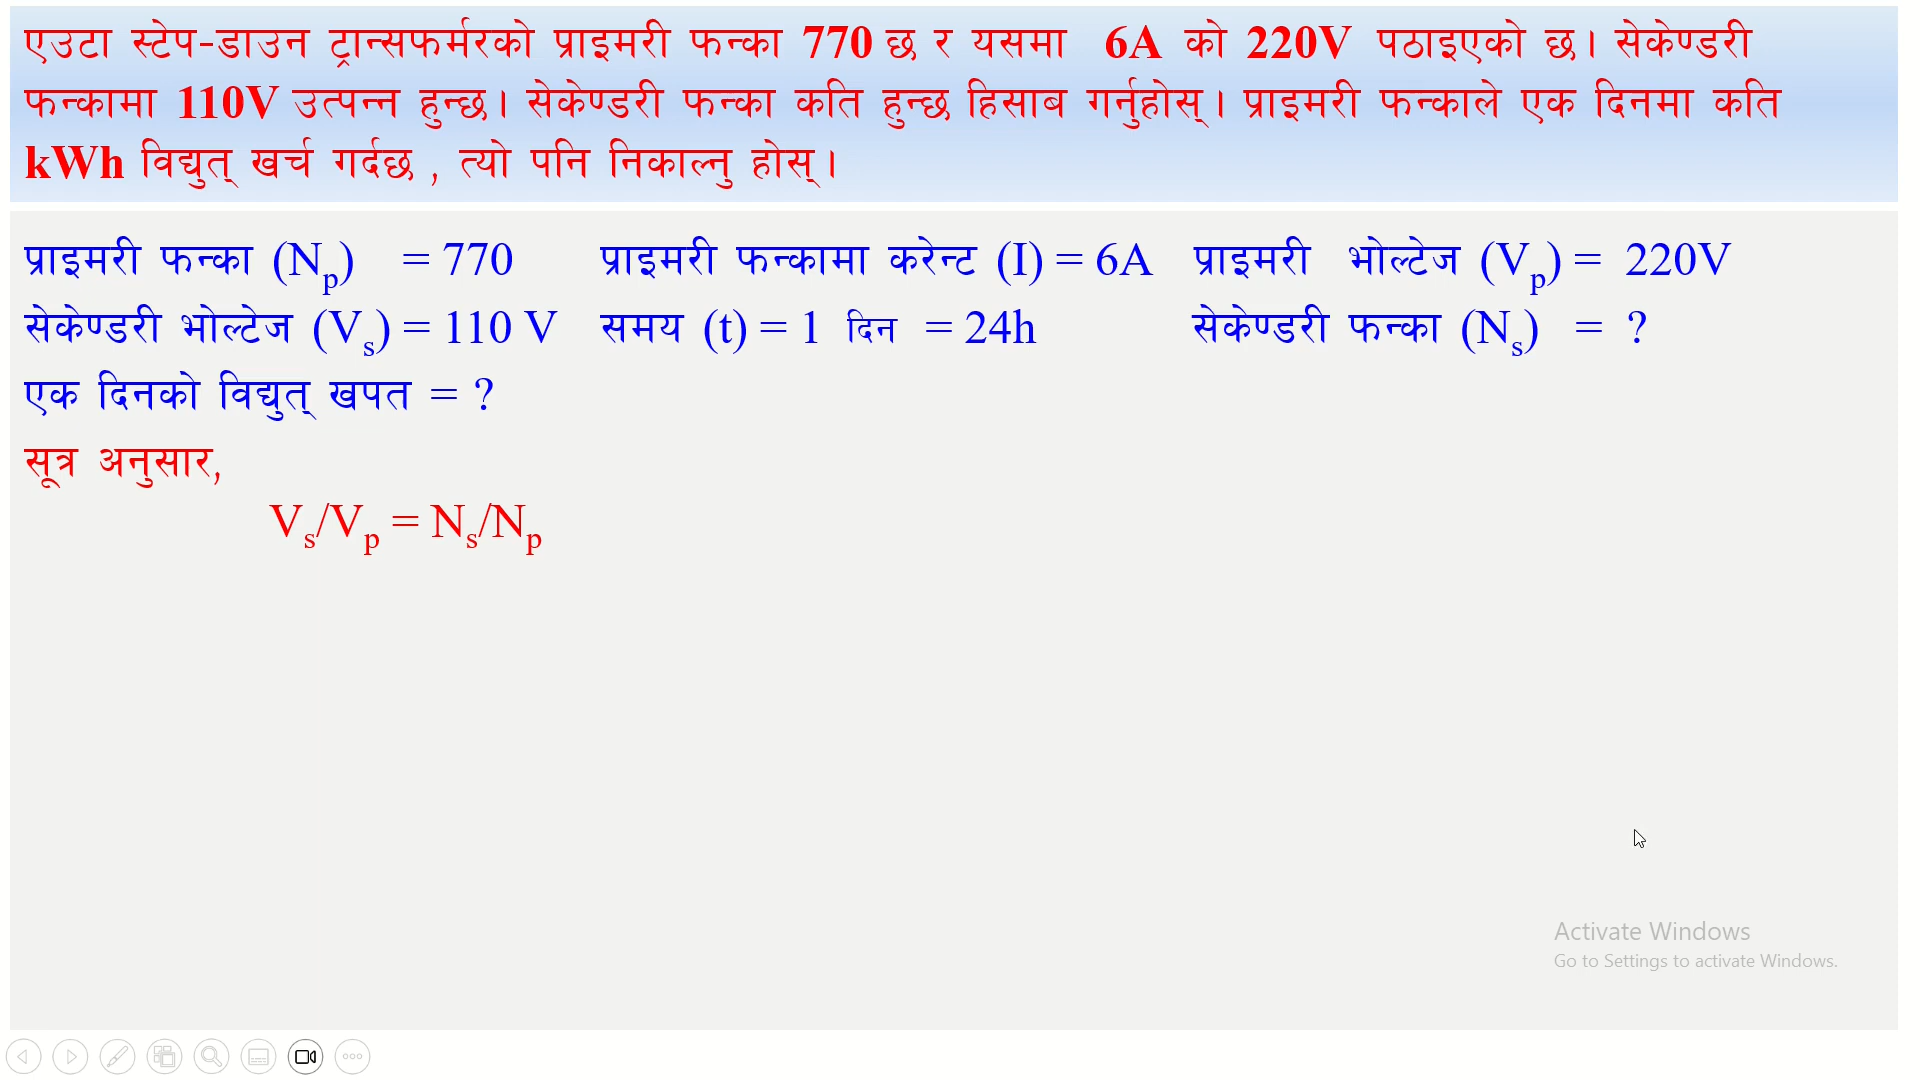 एउटा स्टेप-डाउन ट्रान्सफर्मरको प्राइमरी फन्का 770 छ र यसमा 6A को 220V पठाइएको छ। सेकेण्डरी
फन्कामा 110V उत्पन्न हुन्छ। सेकेण्डरी फन्का कति हुन्छ हिसाब गर्नुहोस्। प्राइमरी फन्काले एक दिनमा कति
kWh विद्युत् खर्च गर्दछ , त्यो पनि निकाल्नु होस्।
प्राइमरी फन्का (Np) = 770 प्राइमरी फन्कामा करेन्ट (I) = 6A प्राइमरी भोल्टेज (Vp) = 220V
सेकेण्डरी भोल्टेज (Vs) = 110 V समय (t) = 1 दिन = 24h सेकेण्डरी फन्का (Ns) = ?
एक दिनको विद्युत् खपत = ?
सूत्र अनुसार,
Vs/Vp = Ns/Np
Activate Windows
Go to Settings to activate Windows.